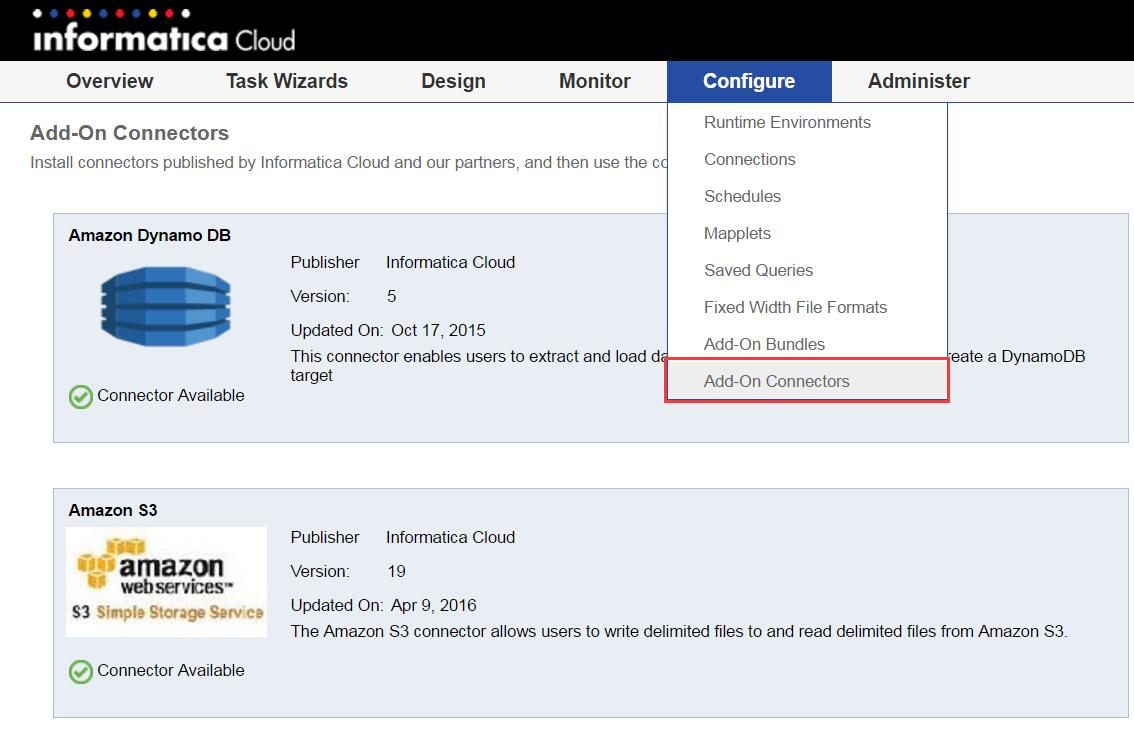 informatica Cloud
Overview Task Wizards Design Monitor Configure Administer
Add-On Connectors
Install connectors published by Informatica Cloud and our partners, and then use the co
Runtime Environments
Connections
Schedules
Mapplets
Saved Queries
Fixed Width File Formats
Add-On Bundles
Add-On Connectors
Amazon Dynamo DB
Publisher Informatica Cloud
Version: 5
Updated On: Oct 17, 2015
This connector enables users to extract and load da reate a DynamoDB
target
Connector Available
Amazon S3
amazon
web services™
S3 Simple Storage Service
Publisher Informatica Cloud
Version: 19
Updated On: Apr 9, 2016
The Amazon S3 connector allows users to write delimited files to and read delimited files from Amazon S3.
Connector Available